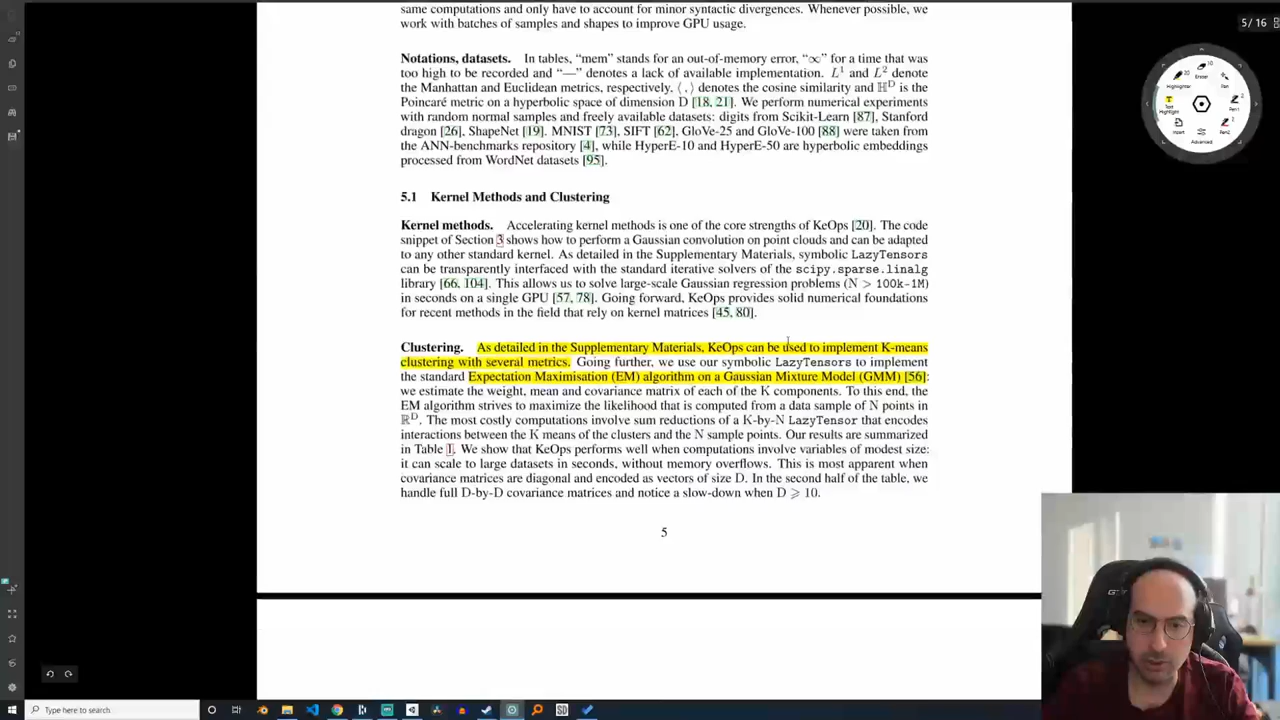 same computations and only have to account for minor syntactic divergences. Whenever possible, we
work with batches of samples and shapes to improve GPU usage.
5/16
Notations, datasets. In tables, “mem” stands for an out-of-memory error, “∞” for a time that was
too high to be recorded and “—” denotes a lack of available implementation. L¹ and L² denote
the Manhattan and Euclidean metrics, respectively, ⟨ , ⟩ denotes the cosine similarity and ℍᴰ is the
Poincaré metric on a hyperbolic space of dimension D [18, 21]. We perform numerical experiments
with random normal samples and freely available datasets: digits from Scikit-Learn [87], Stanford
dragon [26], ShapeNet [19]. MNIST [73], SIFT [62], GloVe-25 and GloVe-100 [88] were taken from
the ANN-benchmarks repository [4], while HyperE-10 and HyperE-50 are hyperbolic embeddings
processed from WordNet datasets [95].
Eraser
Highlighter
Pen
Text Highlight
Pen1
Insert
Pen2
Advanced
5.1 Kernel Methods and Clustering
Kernel methods. Accelerating kernel methods is one of the core strengths of KeOps [20]. The code
snippet of Section 3 shows how to perform a Gaussian convolution on point clouds and can be adapted
to any other standard kernel. As detailed in the Supplementary Materials, symbolic LazyTensors
can be transparently interfaced with the standard iterative solvers of the scipy.sparse.linalg
library [66, 104]. This allows us to solve large-scale Gaussian regression problems (N > 100k-1M)
in seconds on a single GPU [57, 78]. Going forward, KeOps provides solid numerical foundations
for recent methods in the field that rely on kernel matrices [45, 80].
Clustering. As detailed in the Supplementary Materials, KeOps can be used to implement K-means
clustering with several metrics. Going further, we use our symbolic LazyTensors to implement
the standard Expectation Maximisation (EM) algorithm on a Gaussian Mixture Model (GMM) [56]:
we estimate the weight, mean and covariance matrix of each of the K components. To this end, the
EM algorithm strives to maximize the likelihood that is computed from a data sample of N points in
ℝᴰ. The most costly computations involve sum reductions of a K-by-N LazyTensor that encodes
interactions between the K means of the clusters and the N sample points. Our results are summarized
in Table 1. We show that KeOps performs well when computations involve variables of modest size:
it can scale to large datasets in seconds, without memory overflows. This is most apparent when
covariance matrices are diagonal and encoded as vectors of size D. In the second half of the table, we
handle full D-by-D covariance matrices and notice a slow-down when D ⩾ 10.
5
Type here to search
SD